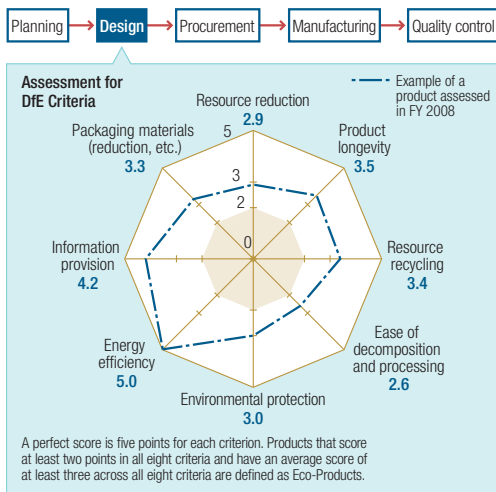 Planning
Design
Procurement
Manufacturing
Quality control
Assessment for
DfE Criteria
Example of a
product assessed
in FY 2008
Resource reduction
2.9
Product
longevity
3.5
Resource
recycling
3.4
Ease of
decomposition
and processing
2.6
Environmental protection
3.0
Energy
efficiency
5.0
Information
provision
4.2
Packaging materials
(reduction, etc.)
3.3
5
3
2
0
A perfect score is five points for each criterion. Products that score
at least two points in all eight criteria and have an average score of
at least three across all eight criteria are defined as Eco-Products.